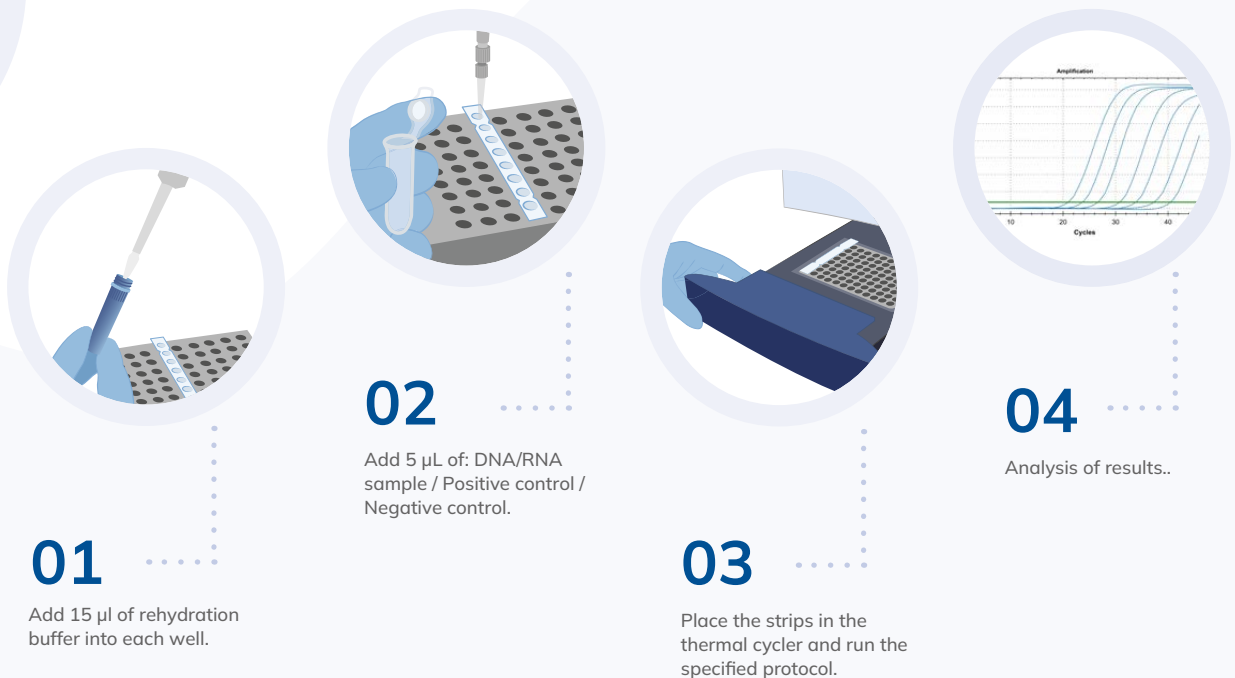 01
Add 15 µl of rehydration
buffer into each well.
02
Add 5 µL of: DNA/RNA
sample / Positive control /
Negative control.
03
Place the strips in the
thermal cycler and run the
specified protocol.
Amplification
10 20 30 40
Cycles
04
Analysis of results..